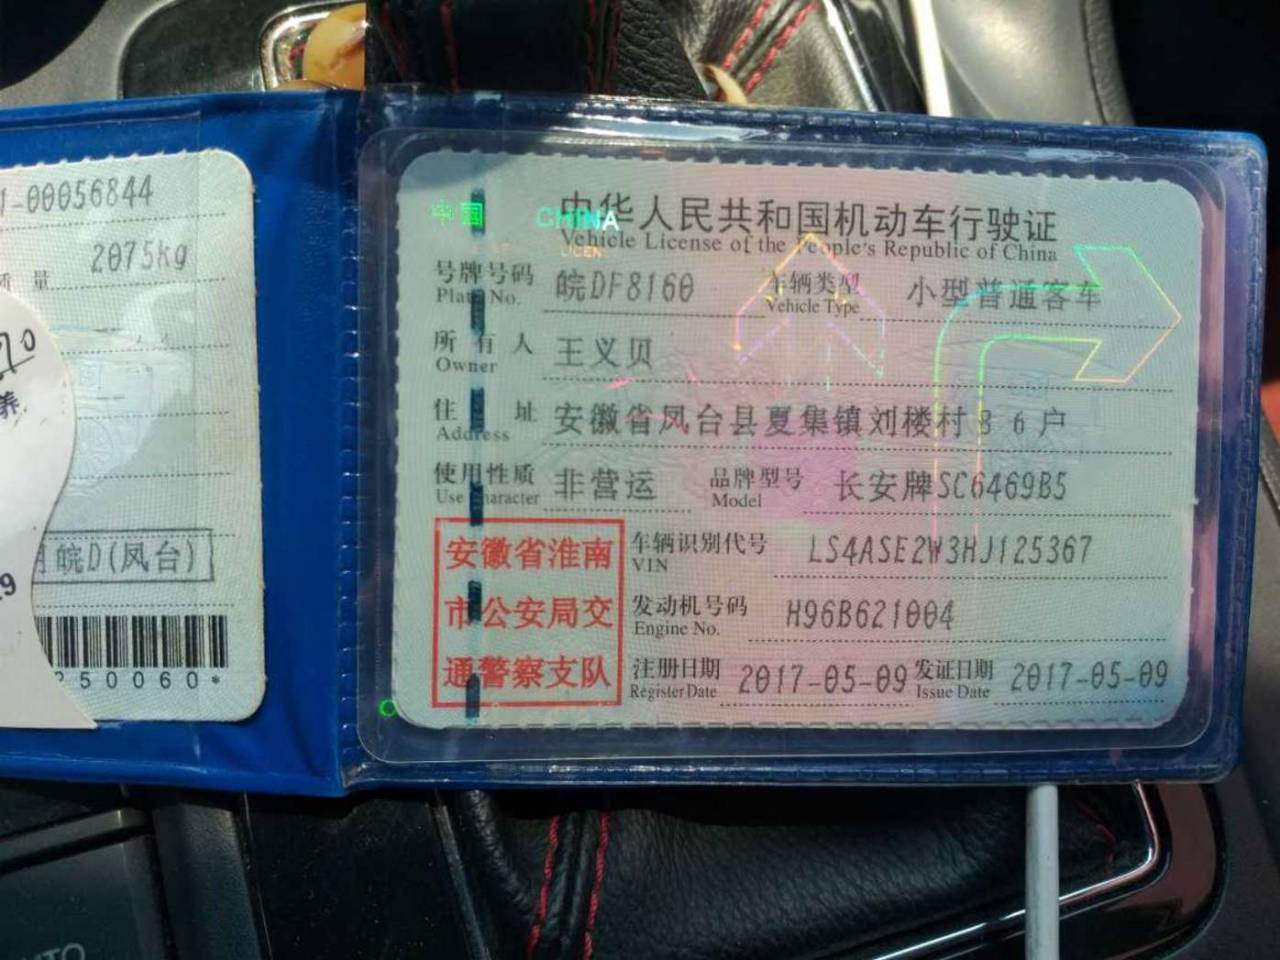 1-00056844
质量 2075kg
70
养
月皖D(凤台)
29
250060*
中国 CHINA
中华人民共和国机动车行驶证
Vehicle License of the People's Republic of China
号牌号码 皖DF8160 车辆类型 小型普通客车
Plate No. Vehicle Type
所有人 王义贝
Owner
住址 安徽省凤台县夏集镇刘楼村86户
Address
使用性质 非营运 品牌型号 长安牌SC6469B5
Use Character Model
安徽省淮南
市公安局交
通警察支队
车辆识别代号 LS4ASE2W3HJ125367
VIN
发动机号码 H96B621004
Engine No.
注册日期 2017-05-09 发证日期 2017-05-09
Register Date Issue Date